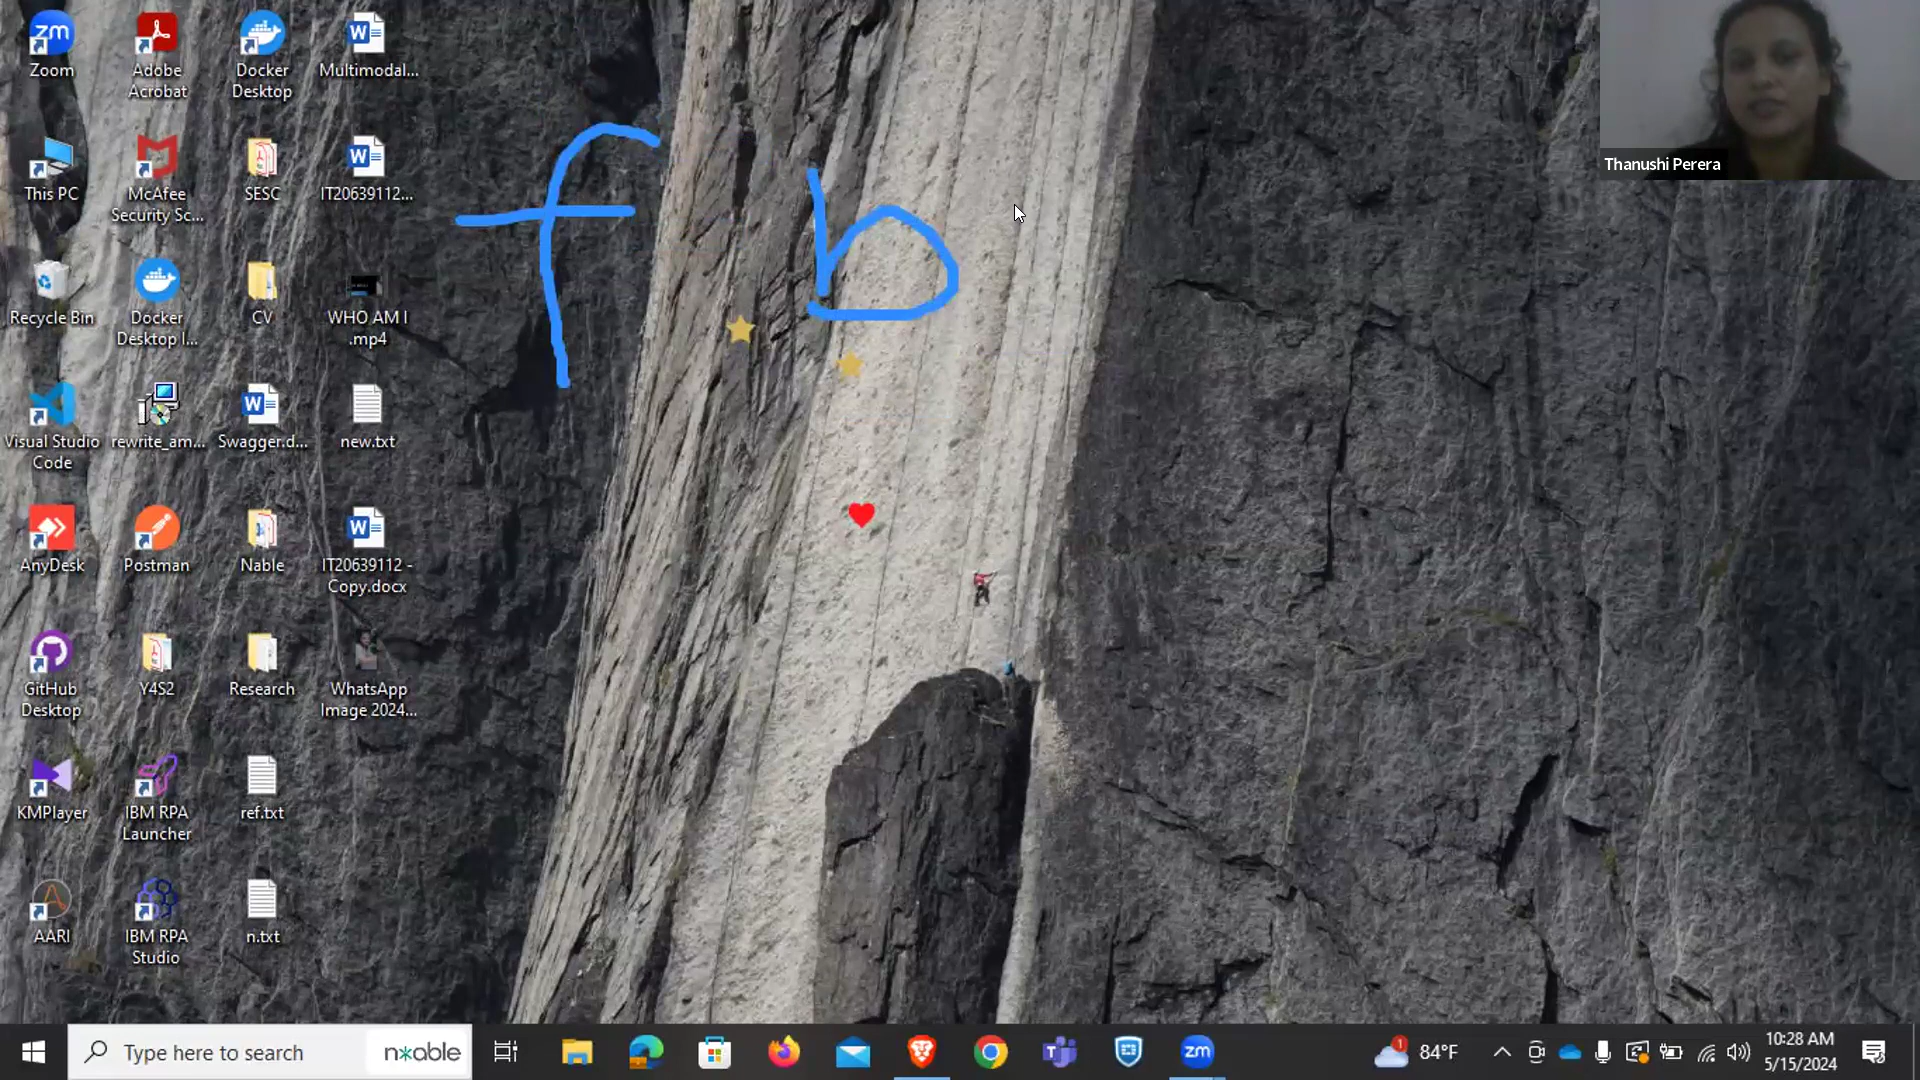 Zoom
Adobe
Acrobat
Docker
Desktop
Multimodal...
This PC
McAfee
Security Sc...
SESC
IT20639112...
Recycle Bin
Docker
Desktop I...
CV
WHO AM I
.mp4
Visual Studio
Code
rewrite_am...
Swagger.d...
new.txt
AnyDesk
Postman
Nable
IT20639112 -
Copy.docx
GitHub
Desktop
Y4S2
Research
WhatsApp
Image 2024...
KMPlayer
IBM RPA
Launcher
ref.txt
AARI
IBM RPA
Studio
n.txt
f b
Thanushi Perera
Type here to search
n*able
zm
84°F
10:28 AM
5/15/2024